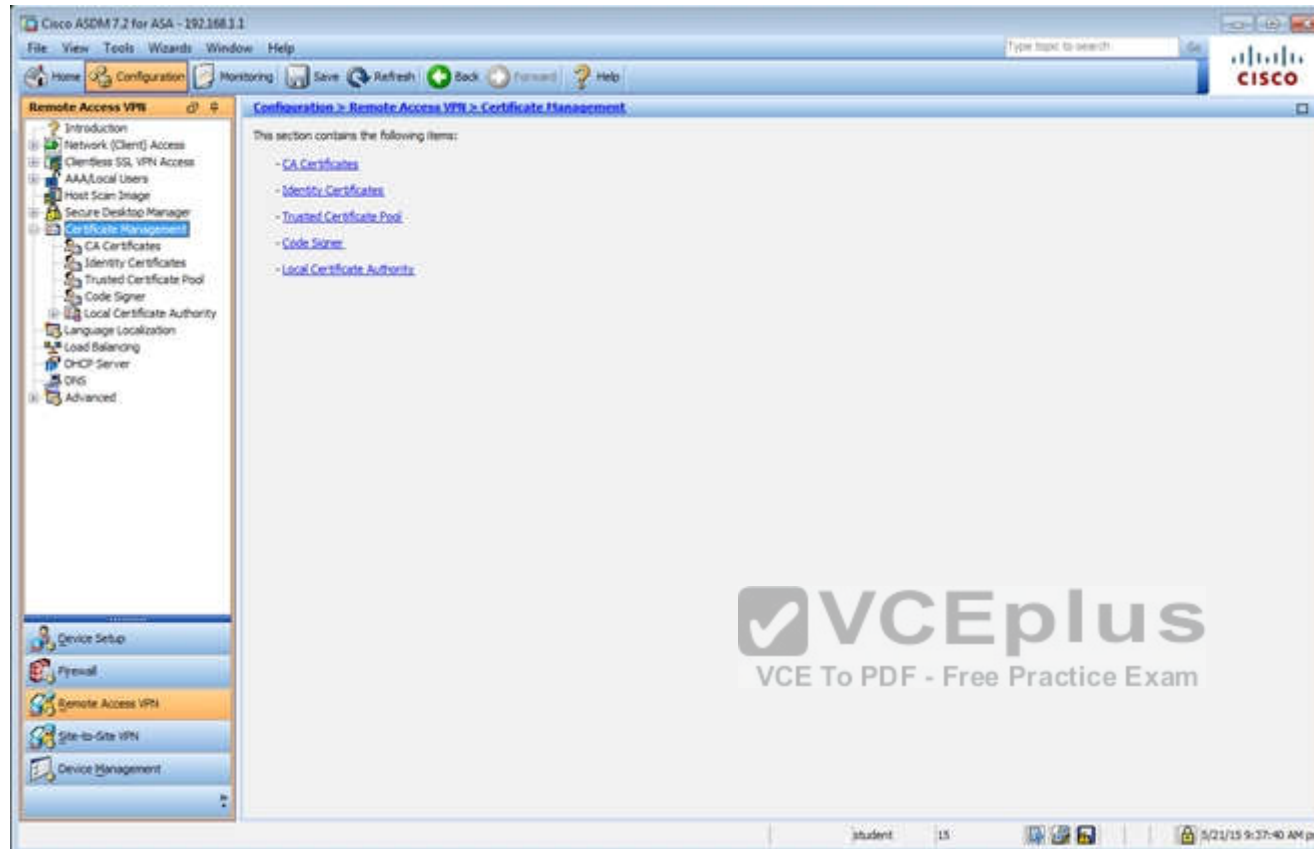 Cisco ASDM 7.2 for ASA - 192.168.1.1
File View Tools Wizards Window Help
Type topic to search
Go
Home Configuration Monitoring Save Refresh Back Forward Help
CISCO
Remote Access VPN
Introduction
Network (Client) Access
Clientless SSL VPN Access
AAA/Local Users
Host Scan Image
Secure Desktop Manager
Certificate Management
CA Certificates
Identity Certificates
Trusted Certificate Pool
Code Signer
Local Certificate Authority
Language Localization
Load Balancing
DHCP Server
DNS
Advanced
Device Setup
Firewall
Remote Access VPN
Site-to-Site VPN
Device Management
Configuration > Remote Access VPN > Certificate Management
This section contains the following items:
- CA Certificates
- Identity Certificates
- Trusted Certificate Pool
- Code Signer
- Local Certificate Authority
VCEplus
VCE To PDF - Free Practice Exam
student 15 5/21/15 9:37:40 AM